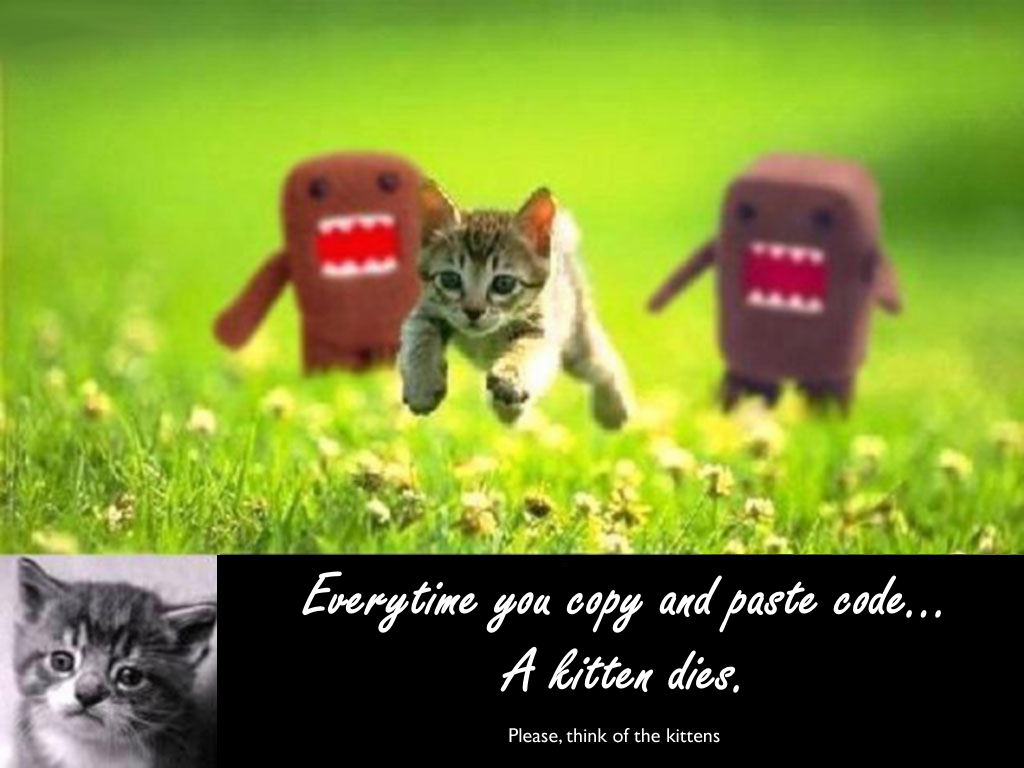 Everytime you copy and paste code...
A kitten dies.
Please, think of the kittens